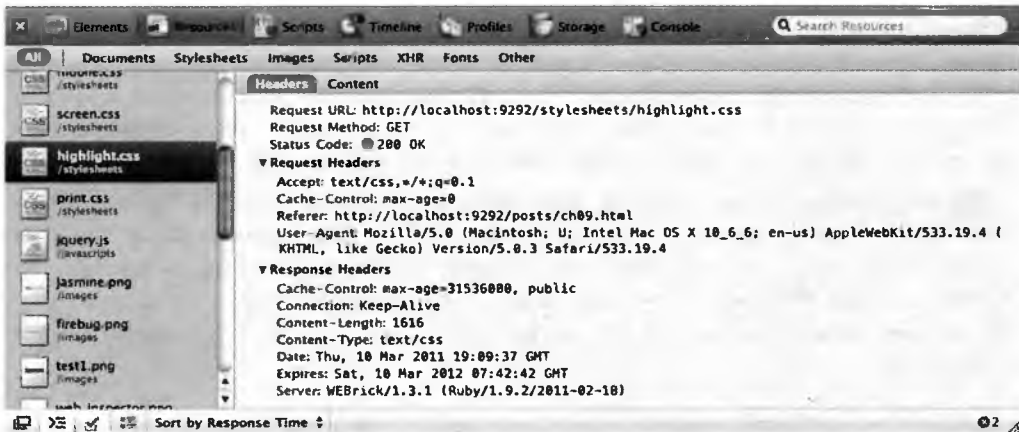 Elements Resources Scripts Timeline Profiles Storage Console Search Resources
All Documents Stylesheets Images Scripts XHR Fonts Other
mobile.css
/stylesheets
screen.css
/stylesheets
highlight.css
/stylesheets
print.css
/stylesheets
jquery.js
/javascripts
jasmine.png
/images
firebug.png
/images
test1.png
/images
web_inspector.png
Headers Content
Request URL: http://localhost:9292/stylesheets/highlight.css
Request Method: GET
Status Code: 200 OK
Request Headers
Accept: text/css,*/*;q=0.1
Cache-Control: max-age=0
Referer: http://localhost:9292/posts/ch09.html
User-Agent: Mozilla/5.0 (Macintosh; U; Intel Mac OS X 10_6_6; en-us) AppleWebKit/533.19.4 (
KHTML, like Gecko) Version/5.0.3 Safari/533.19.4
Response Headers
Cache-Control: max-age=31536000, public
Connection: Keep-Alive
Content-Length: 1616
Content-Type: text/css
Date: Thu, 10 Mar 2011 19:09:37 GMT
Expires: Sat, 10 Mar 2012 07:42:42 GMT
Server: WEBrick/1.3.1 (Ruby/1.9.2/2011-02-18)
Sort by Response Time 2